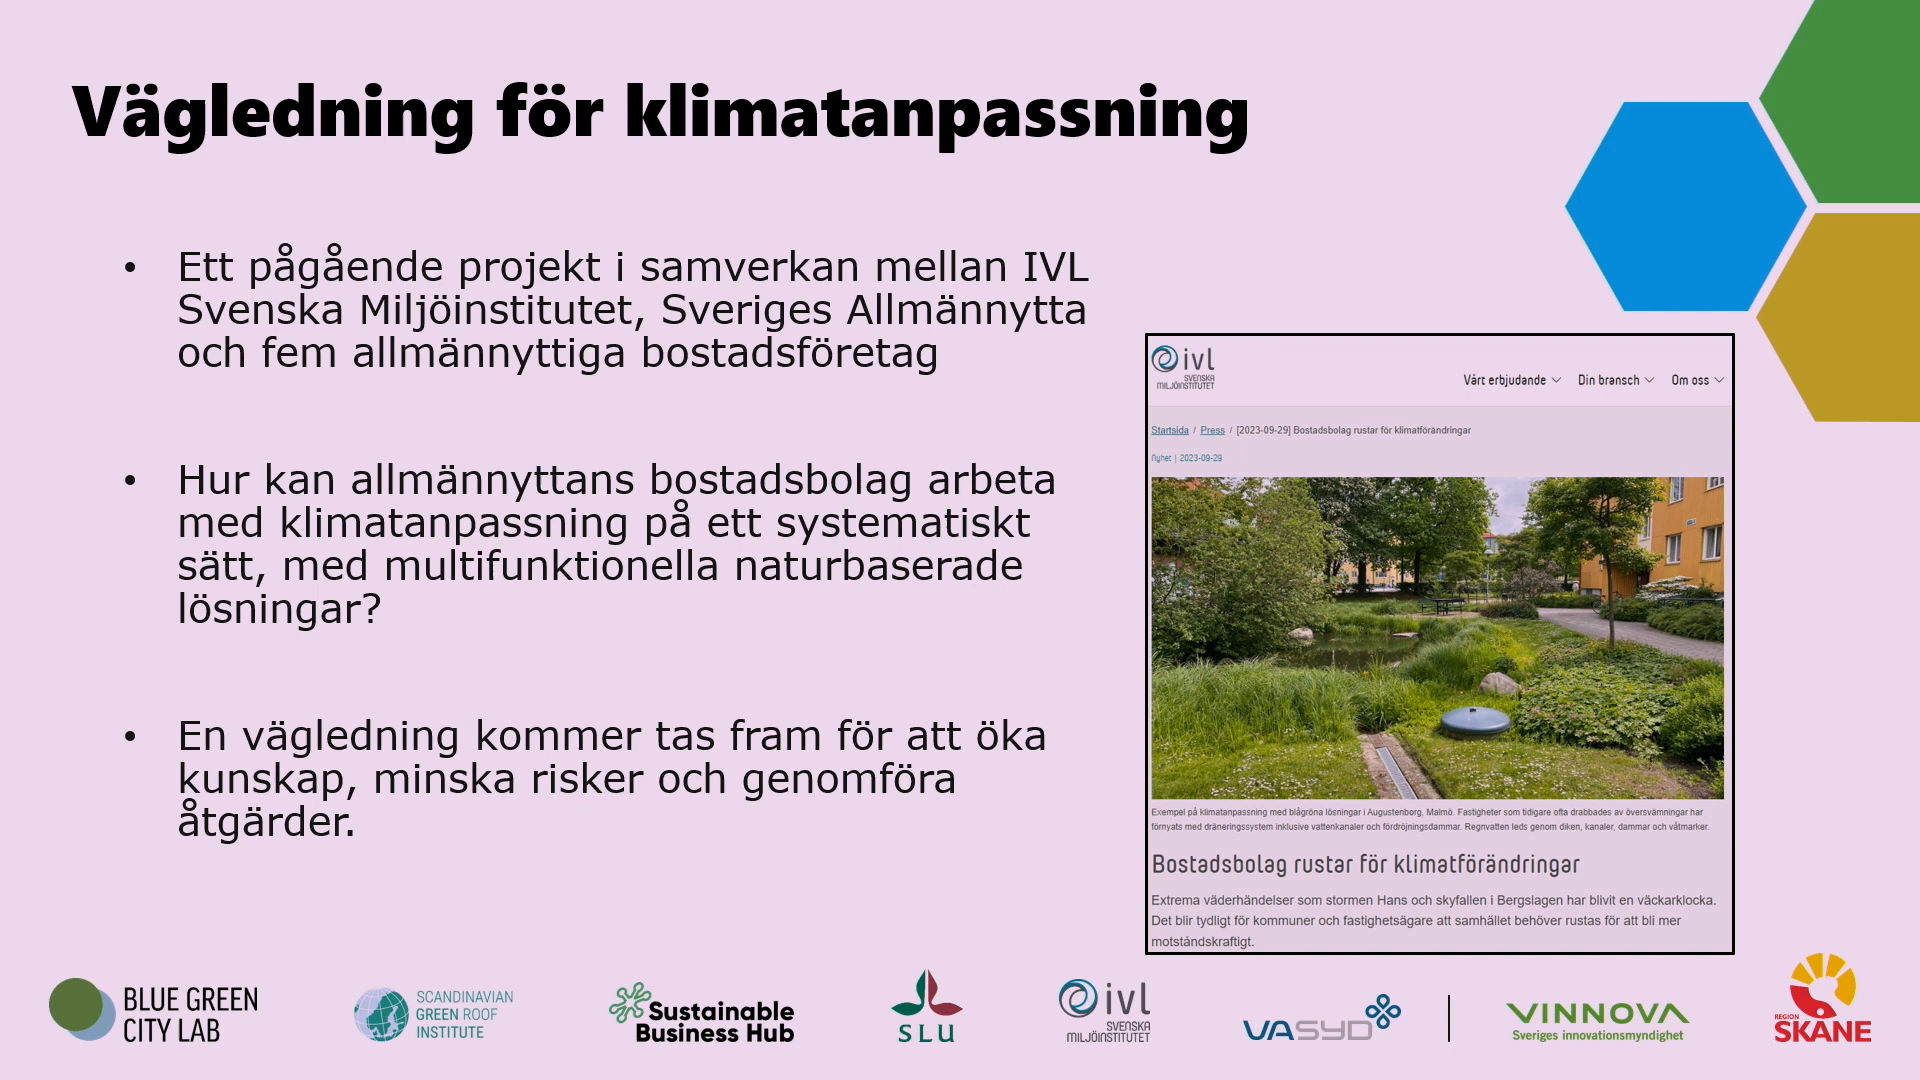 Vägledning för klimatanpassning
• Ett pågående projekt i samverkan mellan IVL
Svenska Miljöinstitutet, Sveriges Allmännytta
och fem allmännyttiga bostadsföretag
• Hur kan allmännyttans bostadsbolag arbeta
med klimatanpassning på ett systematiskt
sätt, med multifunktionella naturbaserade
lösningar?
• En vägledning kommer tas fram för att öka
kunskap, minska risker och genomföra
åtgärder.
ivl
SVENSKA
MILJÖINSTITUTET
Vårt erbjudande Din bransch Om oss
Startsida / Press / [2023-09-29] Bostadsbolag rustar för klimatförändringar
Nyhet | 2023-09-29
Exempel på klimatanpassning med blågröna lösningar i Augustenborg, Malmö. Fastigheter som tidigare ofta drabbades av översvämningar har
förnyats med dräneringssystem inklusive vattenkanaler och fördröjningsdammar. Regnvatten leds genom diken, kanaler, dammar och våtmarker.
Bostadsbolag rustar för klimatförändringar
Extrema väderhändelser som stormen Hans och skyfallen i Bergslagen har blivit en väckarklocka.
Det blir tydligt för kommuner och fastighetsägare att samhället behöver rustas för att bli mer
motståndskraftigt.
BLUE GREEN
CITY LAB
SCANDINAVIAN
GREEN ROOF
INSTITUTE
Sustainable
Business Hub
SLU
ivl
SVENSKA
MILJÖINSTITUTET
VA SYD
VINNOVA
Sveriges innovationsmyndighet
REGION
SKÅNE